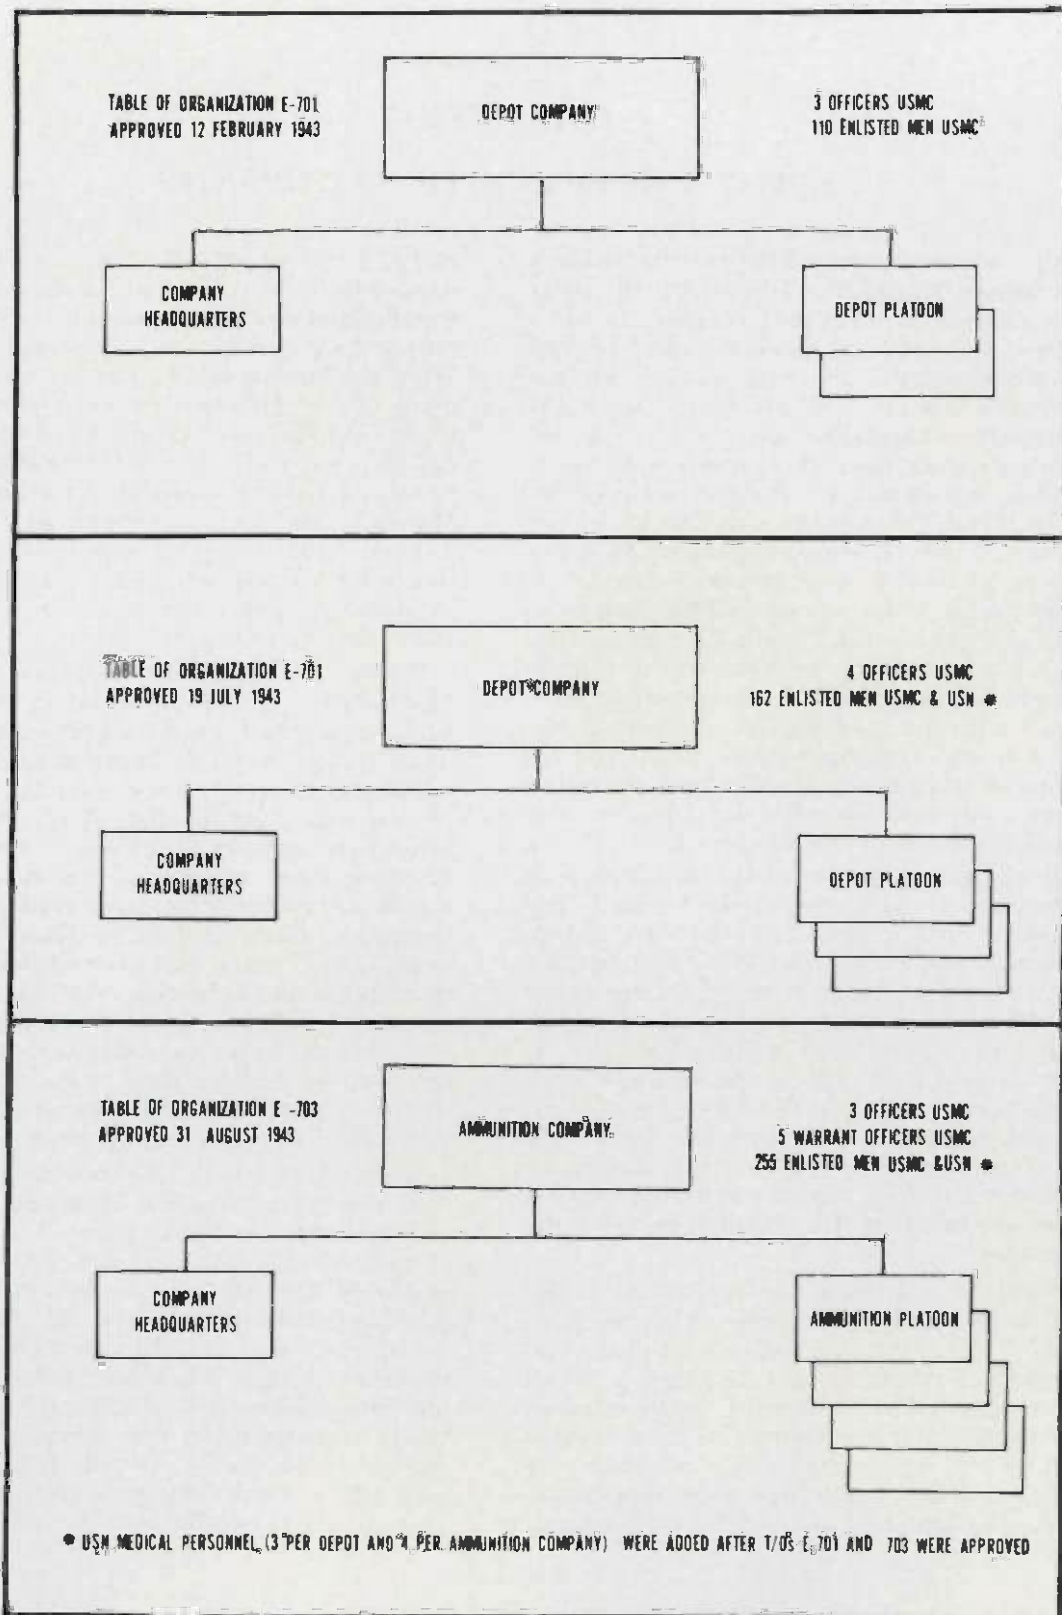 TABLE OF ORGANIZATION E-701
APPROVED 12 FEBRUARY 1943
DEPOT COMPANY
3 OFFICERS USMC
110 ENLISTED MEN USMC
COMPANY
HEADQUARTERS
DEPOT PLATOON
TABLE OF ORGANIZATION E-701
APPROVED 19 JULY 1943
DEPOT COMPANY
4 OFFICERS USMC
162 ENLISTED MEN USMC & USN *
COMPANY
HEADQUARTERS
DEPOT PLATOON
TABLE OF ORGANIZATION E -703
APPROVED 31 AUGUST 1943
AMMUNITION COMPANY
3 OFFICERS USMC
5 WARRANT OFFICERS USMC
255 ENLISTED MEN USMC &USN *
COMPANY
HEADQUARTERS
AMMUNITION PLATOON
* USN MEDICAL PERSONNEL (3 PER DEPOT AND 4 PER AMMUNITION COMPANY) WERE ADDED AFTER T/O's E-701 AND 703 WERE APPROVED